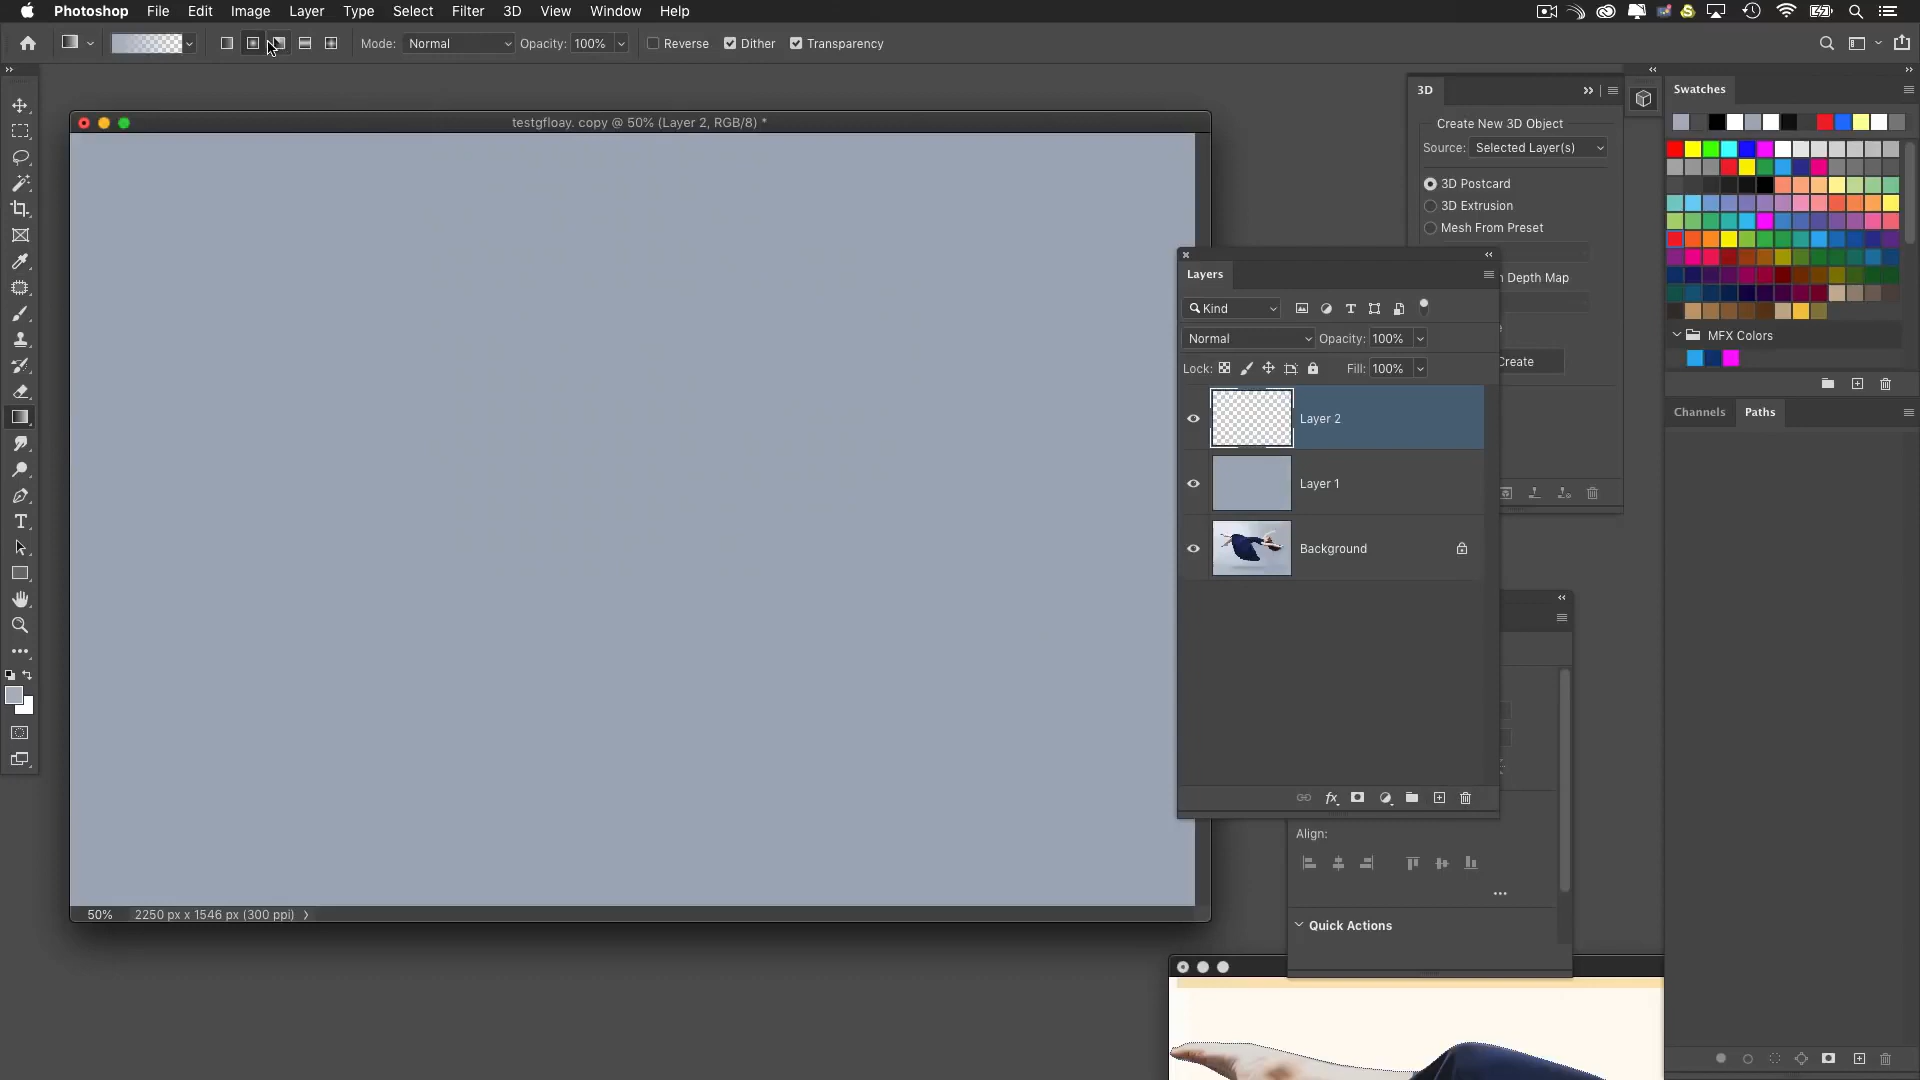 Photoshop File Edit Image Layer Type Select Filter 3D View Window Help
Mode: Normal Opacity: 100% Reverse Dither Transparency
testgfloay. copy @ 50% (Layer 2, RGB/8) *
3D
Create New 3D Object
Source: Selected Layer(s)
3D Postcard
3D Extrusion
Mesh From Preset
Depth Map
Create
Swatches
MFX Colors
Channels Paths
Layers
Kind
Normal Opacity: 100%
Lock: Fill: 100%
Layer 2
Layer 1
Background
Align:
Quick Actions
50% 2250 px x 1546 px (300 ppi)